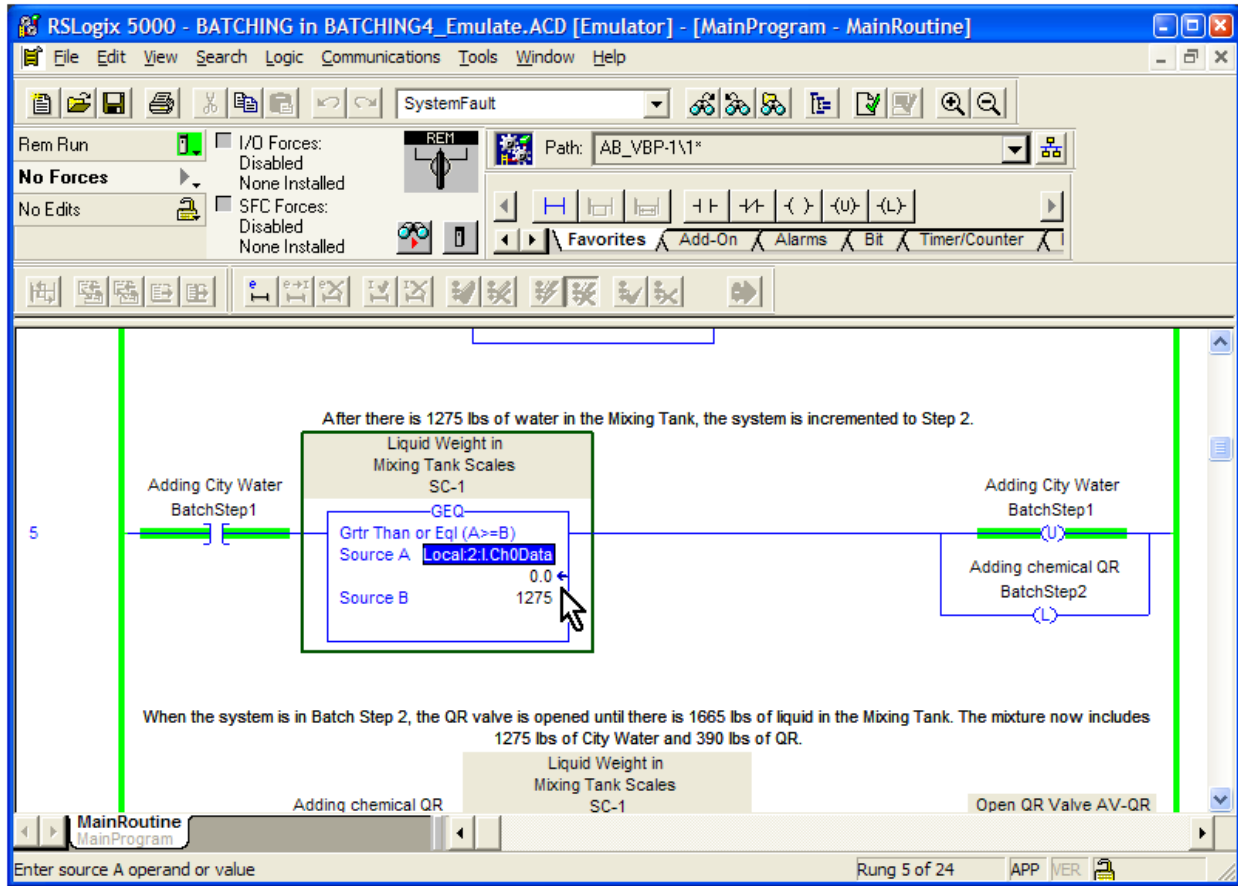 RSLogix 5000 - BATCHING in BATCHING4_Emulate.ACD [Emulator] - [MainProgram - MainRoutine]
File Edit View Search Logic Communications Tools Window Help
SystemFault
Rem Run
No Forces
No Edits
I/O Forces:
Disabled
None Installed
SFC Forces:
Disabled
None Installed
REM
Path: AB_VBP-1\1*
Favorites Add-On Alarms Bit Timer/Counter
After there is 1275 lbs of water in the Mixing Tank, the system is incremented to Step 2.
Liquid Weight in
Mixing Tank Scales
SC-1
Adding City Water
BatchStep1
5
GEQ
Grtr Than or Eql (A>=B)
Source A Local:2:I.Ch0Data
0.0
Source B 1275
Adding City Water
BatchStep1
U
Adding chemical QR
BatchStep2
L
When the system is in Batch Step 2, the QR valve is opened until there is 1665 lbs of liquid in the Mixing Tank. The mixture now includes
1275 lbs of City Water and 390 lbs of QR.
Liquid Weight in
Mixing Tank Scales
Adding chemical QR SC-1 Open QR Valve AV-QR
MainRoutine
MainProgram
Enter source A operand or value Rung 5 of 24 APP VER